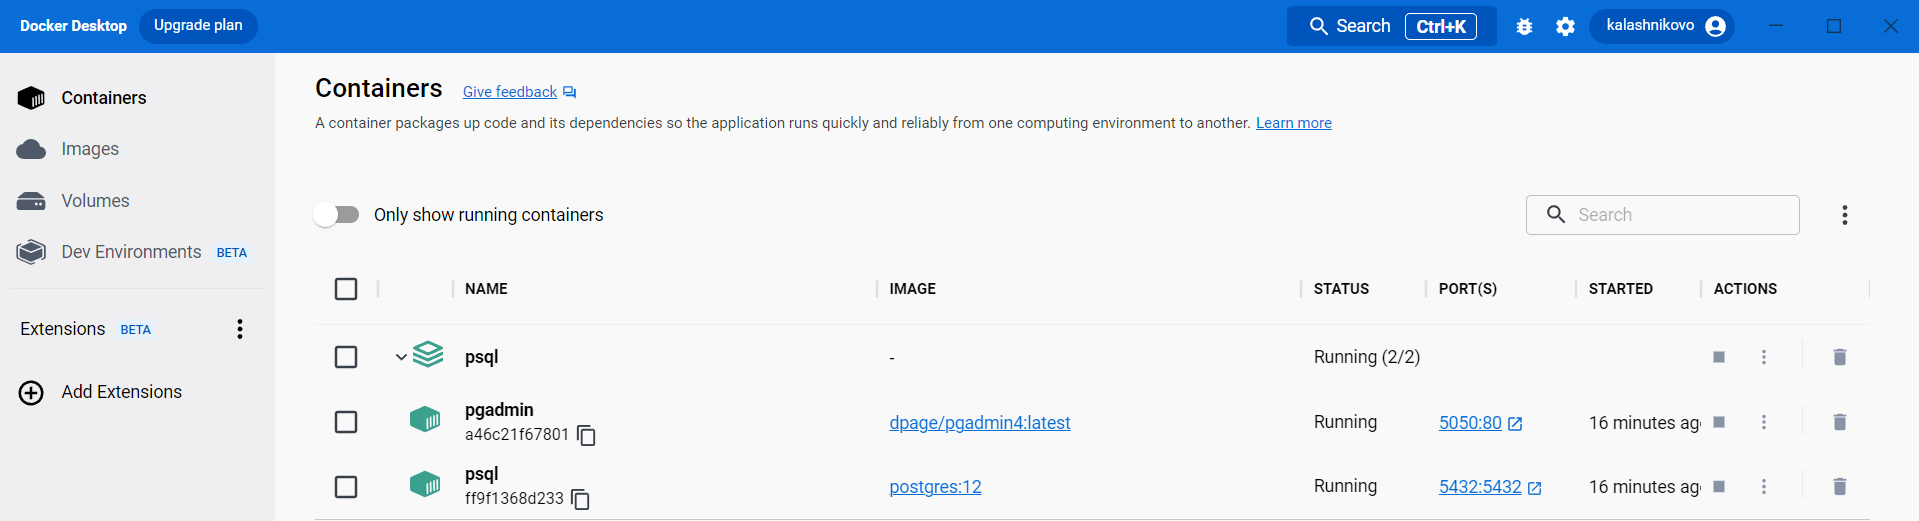 Docker Desktop Upgrade plan Search Ctrl+K kalashnikovo
Containers
Images
Volumes
Dev Environments BETA
Extensions BETA
Add Extensions
Containers Give feedback
A container packages up code and its dependencies so the application runs quickly and reliably from one computing environment to another. Learn more
Only show running containers Search
NAME IMAGE STATUS PORT(S) STARTED ACTIONS
psql - Running (2/2)
pgadmin
a46c21f67801 dpage/pgadmin4:latest Running 5050:80 16 minutes ag
psql
ff9f1368d233 postgres:12 Running 5432:5432 16 minutes ag